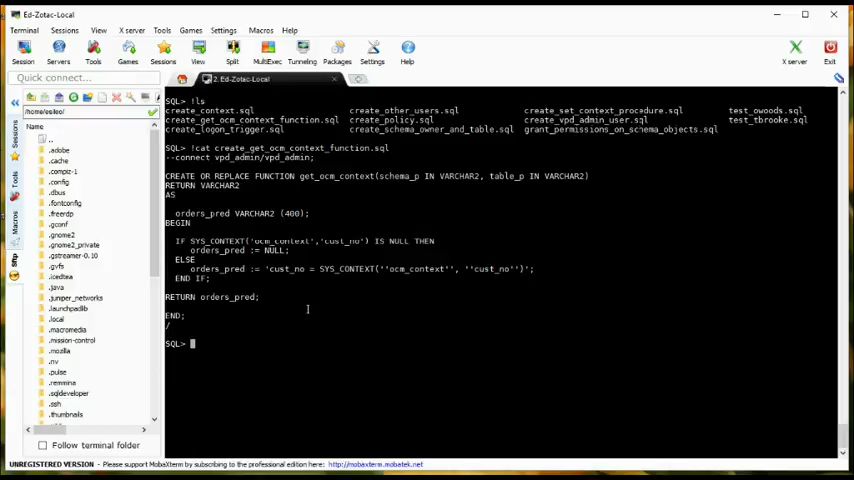 Ed-Zotac-Local
Terminal Sessions View X server Tools Games Settings Macros Help
Session Servers Tools Games Sessions View Split MultiExec Tunneling Packages Settings Help X server Exit
Quick connect...
2. Ed-Zotac-Local
Name
..
.adobe
.cache
.compiz-1
.config
.dbus
.fontconfig
.freerdp
.gconf
.gnome2
.gnome2_private
.gstreamer-0.10
.gvfs
.icedtea
.java
.juniper_networks
.launchpadlib
.local
.macromedia
.mission-control
.mozilla
.nv
.pulse
.remmina
.sqldeveloper
.ssh
.thumbnails
Follow terminal folder
Sessions
Tools
Macros
Sftp
SQL> !ls
create_context.sql create_other_users.sql create_set_context_procedure.sql test_owoods.sql
create_get_ocm_context_function.sql create_policy.sql create_vpd_admin_user.sql test_tbrooke.sql
create_logon_trigger.sql create_schema_owner_and_table.sql grant_permissions_on_schema_objects.sql
SQL> !cat create_get_ocm_context_function.sql
--connect vpd_admin/vpd_admin;
CREATE OR REPLACE FUNCTION get_ocm_context(schema_p IN VARCHAR2, table_p IN VARCHAR2)
RETURN VARCHAR2
AS
orders_pred VARCHAR2 (400);
BEGIN
IF SYS_CONTEXT('ocm_context','cust_no') IS NULL THEN
orders_pred := NULL;
ELSE
orders_pred := 'cust_no = SYS_CONTEXT(''ocm_context'', ''cust_no'')';
END IF;
RETURN orders_pred;
END;
/
SQL>
UNREGISTERED VERSION - Please support MobaXterm by subscribing to the professional edition here: http://mobaxterm.mobatek.net